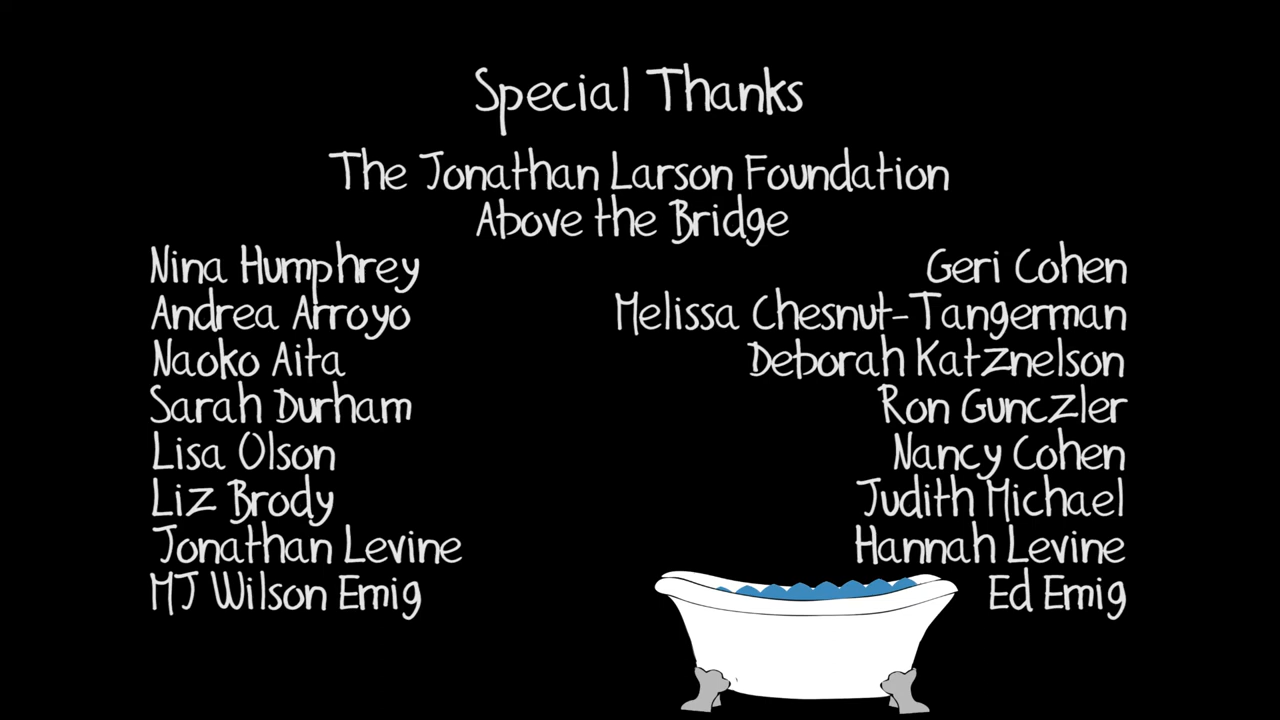 Special Thanks
The Jonathan Larson Foundation
Above the Bridge
Nina Humphrey
Geri Cohen
Andrea Arroyo
Melissa Chesnut-Tangerman
Naoko Aita
Deborah Katznelson
Sarah Durham
Ron Gunczler
Lisa Olson
Nancy Cohen
Liz Brody
Judith Michael
Jonathan Levine
Hannah Levine
MJ Wilson Emig
Ed Emig